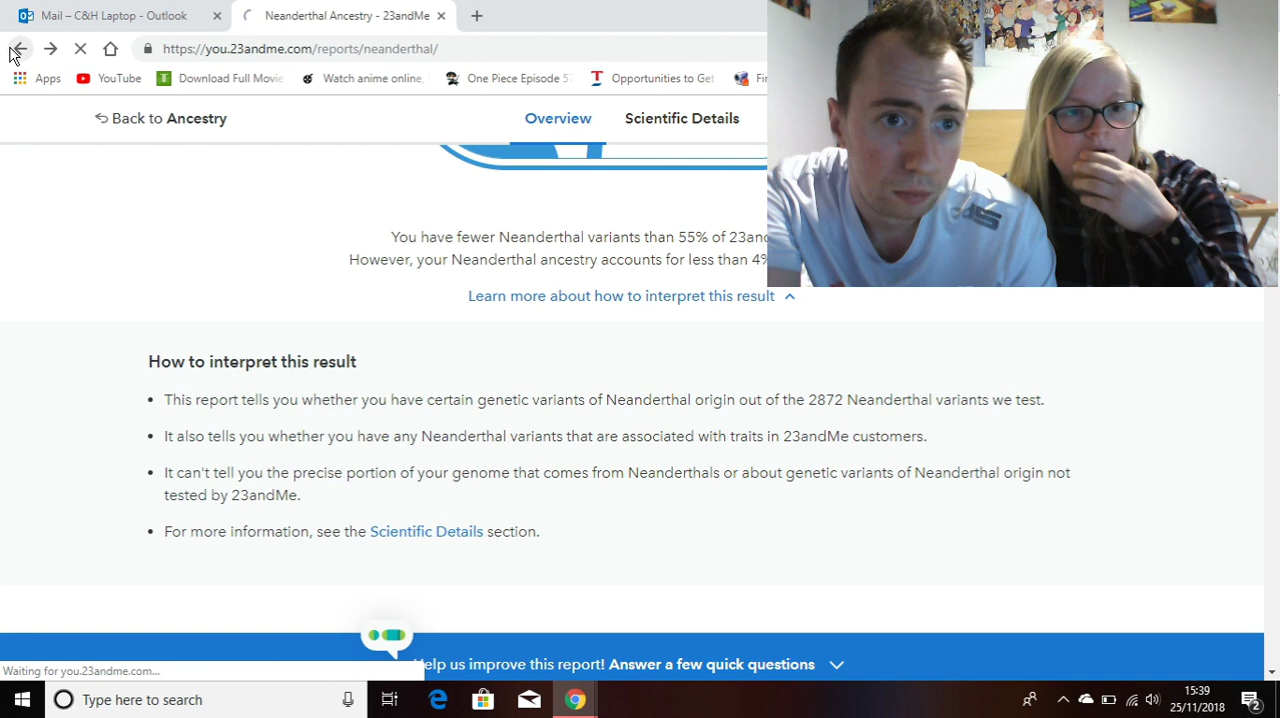 Mail – C&H Laptop - Outlook
Neanderthal Ancestry - 23andMe
https://you.23andme.com/reports/neanderthal/
Apps YouTube Download Full Movie Watch anime online, One Piece Episode 57 Opportunities to Get
Back to Ancestry
Overview Scientific Details
You have fewer Neanderthal variants than 55% of
However, your Neanderthal ancestry accounts for less than 4%
Learn more about how to interpret this result
How to interpret this result
• This report tells you whether you have certain genetic variants of Neanderthal origin out of the 2872 Neanderthal variants we test.
• It also tells you whether you have any Neanderthal variants that are associated with traits in 23andMe customers.
• It can't tell you the precise portion of your genome that comes from Neanderthals or about genetic variants of Neanderthal origin not
tested by 23andMe.
• For more information, see the Scientific Details section.
elp us improve this report! Answer a few quick questions
Waiting for you.23andme.com...
Type here to search
15:39
25/11/2018
2